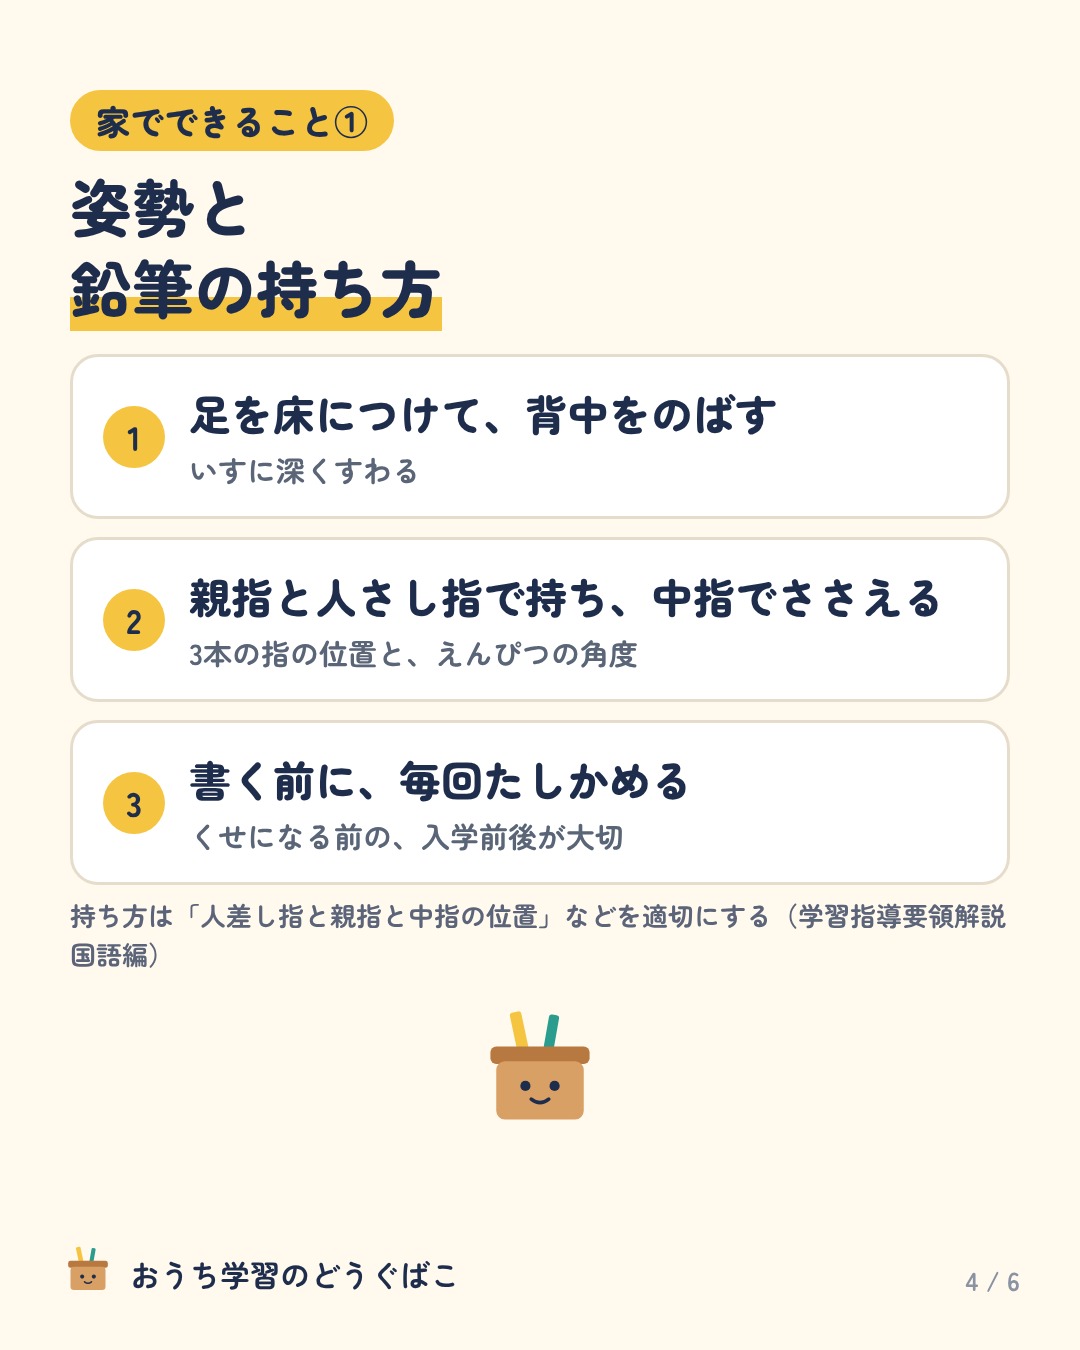 家でできること①
姿勢と
鉛筆の持ち方
1
足を床につけて、背中をのばす
いすに深くすわる
2
親指と人さし指で持ち、中指でささえる
3本の指の位置と、えんぴつの角度
3
書く前に、毎回たしかめる
くせになる前の、入学前後が大切
持ち方は「人差し指と親指と中指の位置」などを適切にする（学習指導要領解説
国語編）
おうち学習のどうぐばこ
4 / 6